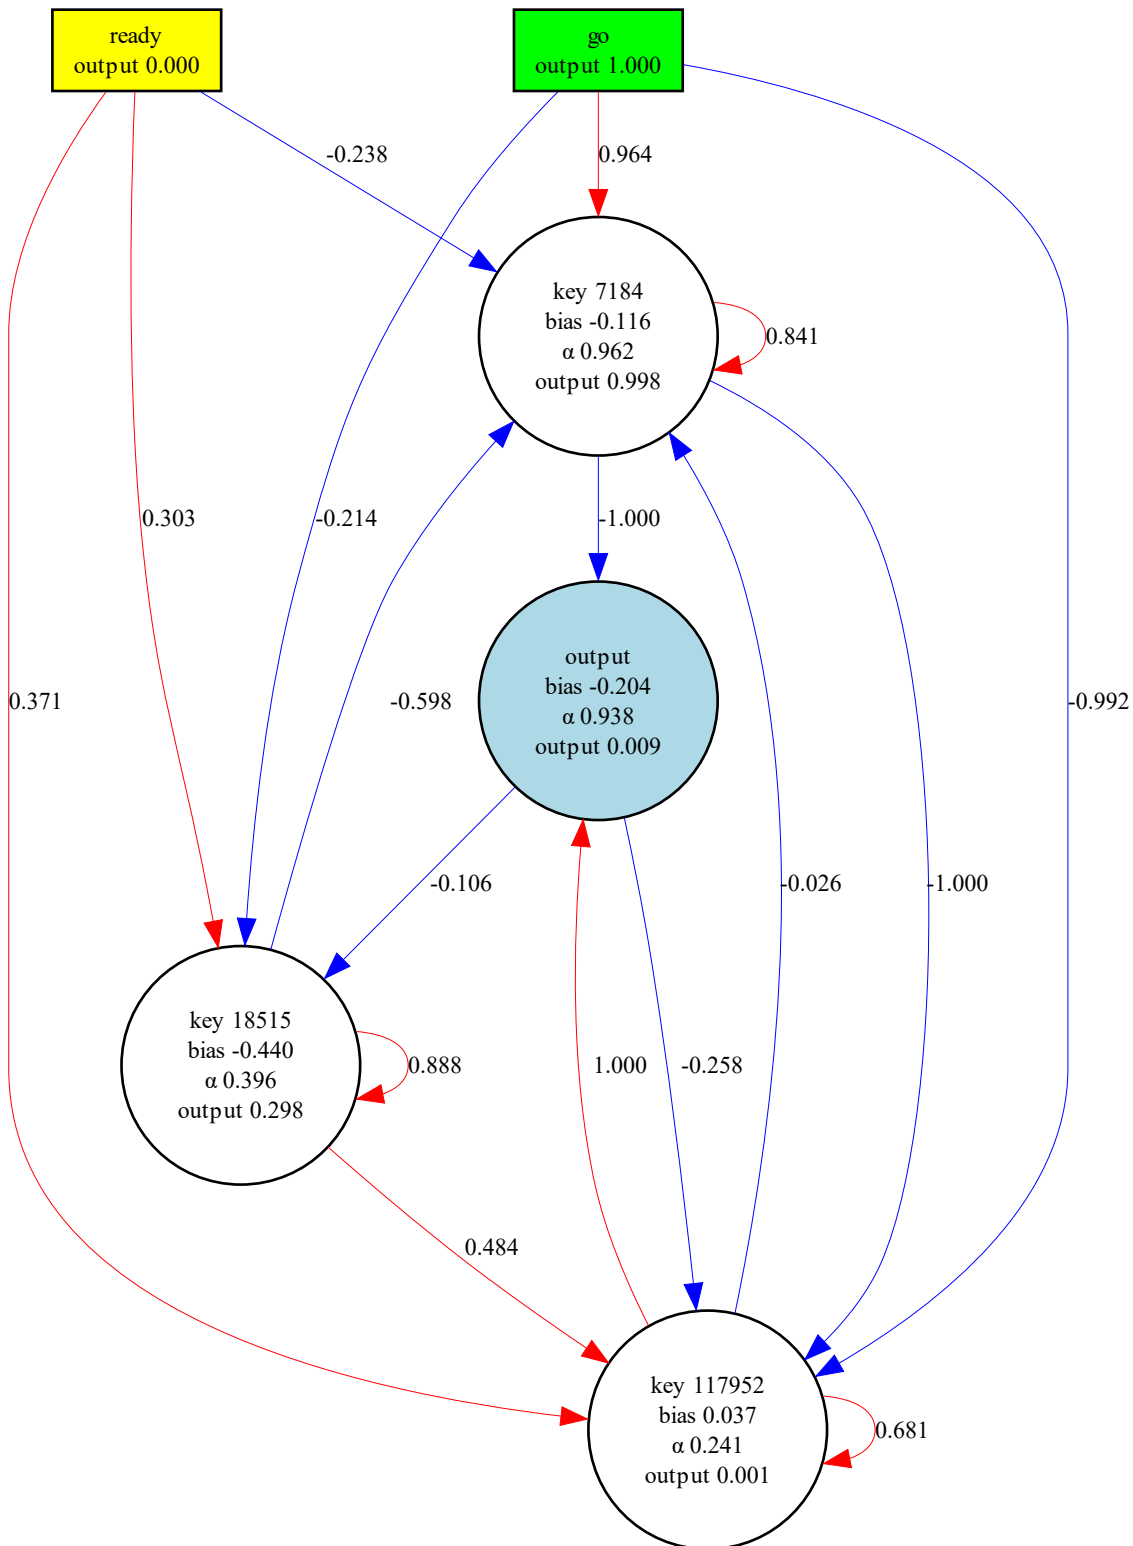 ready
output 0.000
go
output 1.000
-0.238
0.964
key 7184
bias -0.116
α 0.962
output 0.998
0.841
0.303
-0.214
-1.000
output
bias -0.204
α 0.938
output 0.009
0.371
-0.598
-0.992
-0.106
-0.026
-1.000
key 18515
bias -0.440
α 0.396
output 0.298
0.888
1.000
-0.258
0.484
key 117952
bias 0.037
α 0.241
output 0.001
0.681